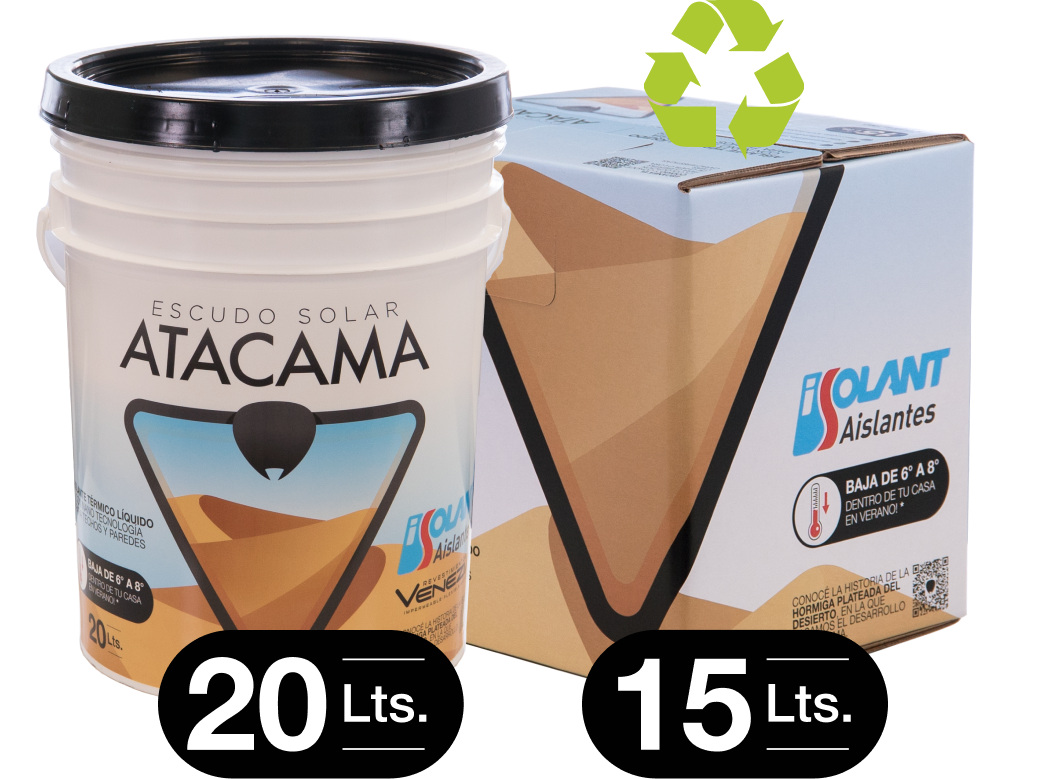 ESCUDO SOLAR
ATACAMA
TÉRMICO LÍQUIDO
TECNOLOGÍA
Y PAREDES
BAJA DE 6° A 8°
DENTRO DE TU CASA
EN VERANO! *
20 Lts.
ISOLANT
Aislantes
ATACAMA
ISOLANT
Aislantes
BAJA DE 6° A 8°
DENTRO DE TU CASA
EN VERANO! *
CONOCÉ LA HISTORIA DE LA
HORMIGA PLATEADA DEL
DESIERTO, EN LA QUE
EL DESARROLLO
20 Lts.
15 Lts.